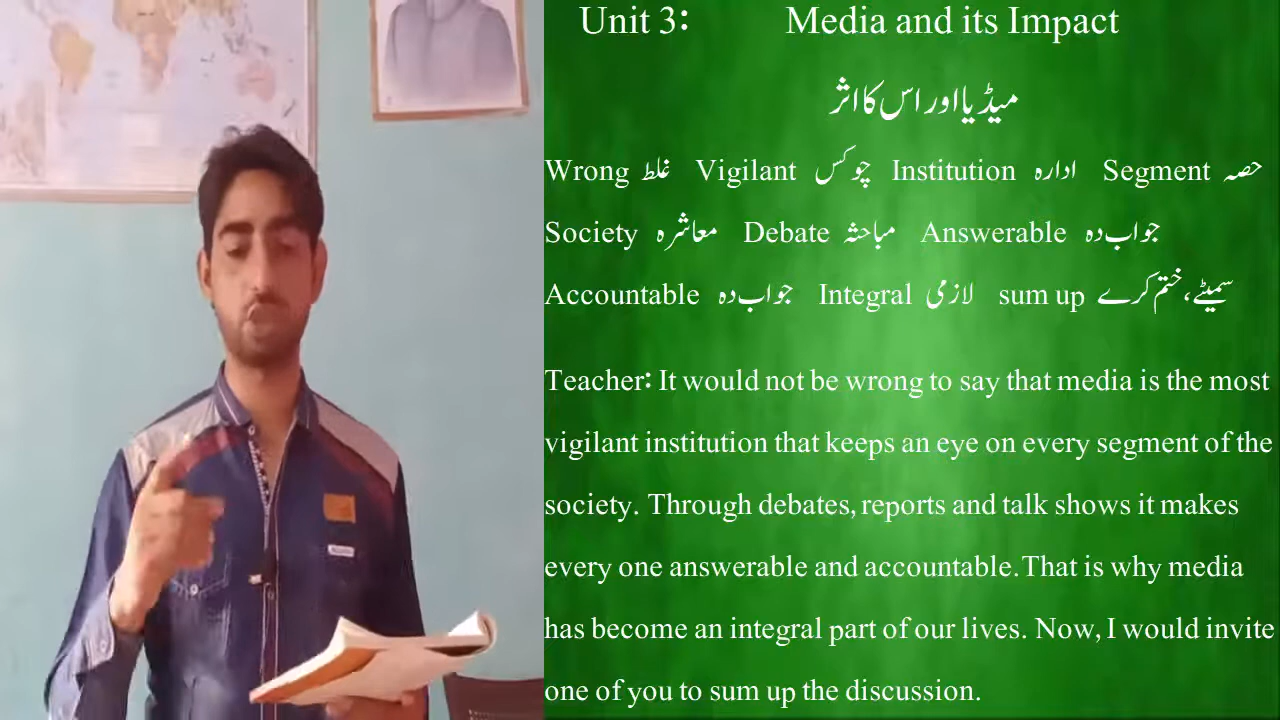 Unit 3: Media and its Impact
میڈیا اور اس کا اثر
Wrong غلط Vigilant چوکس Institution ادارہ Segment حصہ
Society معاشرہ Debate مباحثہ Answerable جواب دہ
Accountable جواب دہ Integral لازمی sum up سمیٹے، ختم کرے
Teacher: It would not be wrong to say that media is the most
vigilant institution that keeps an eye on every segment of the
society. Through debates, reports and talk shows it makes
every one answerable and accountable. That is why media
has become an integral part of our lives. Now, I would invite
one of you to sum up the discussion.